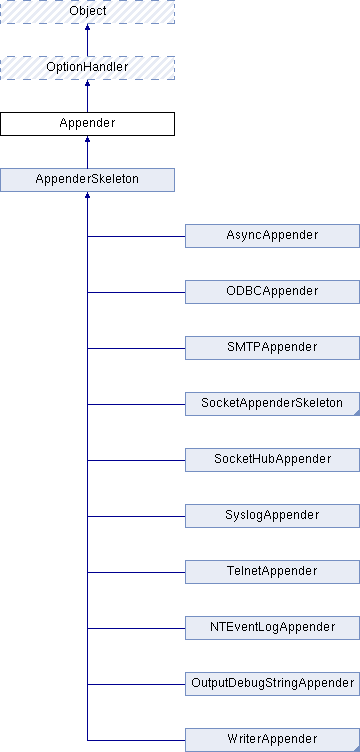 Object
OptionHandler
Appender
AppenderSkeleton
AsyncAppender
ODBCAppender
SMTPAppender
SocketAppenderSkeleton
SocketHubAppender
SyslogAppender
TelnetAppender
NTEventLogAppender
OutputDebugStringAppender
WriterAppender